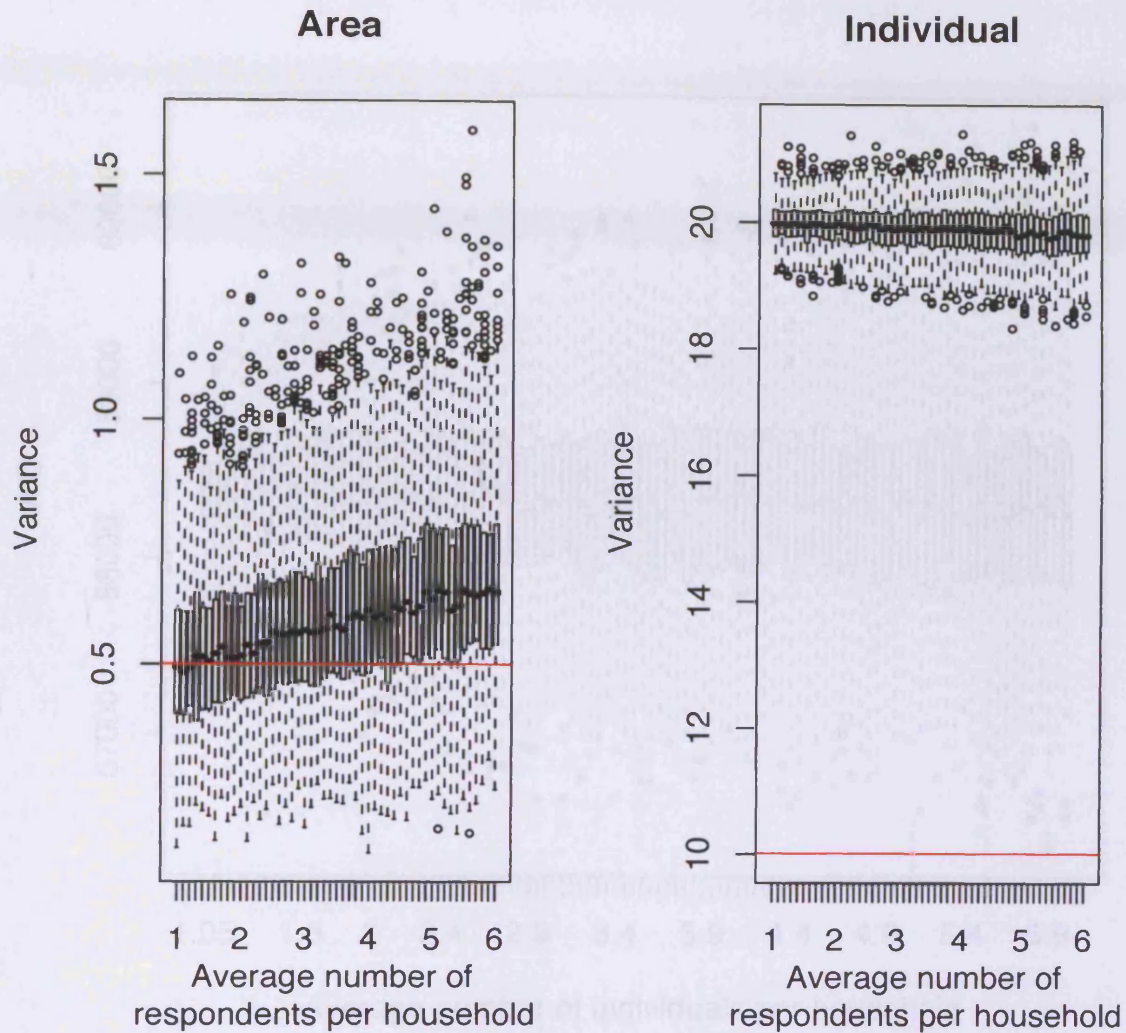 Area
Variance
1.5
1.0
0.5
1 2 3 4 5 6
Average number of
respondents per household
Individual
Variance
20
18
16
14
12
10
1 2 3 4 5 6
Average number of
respondents per household